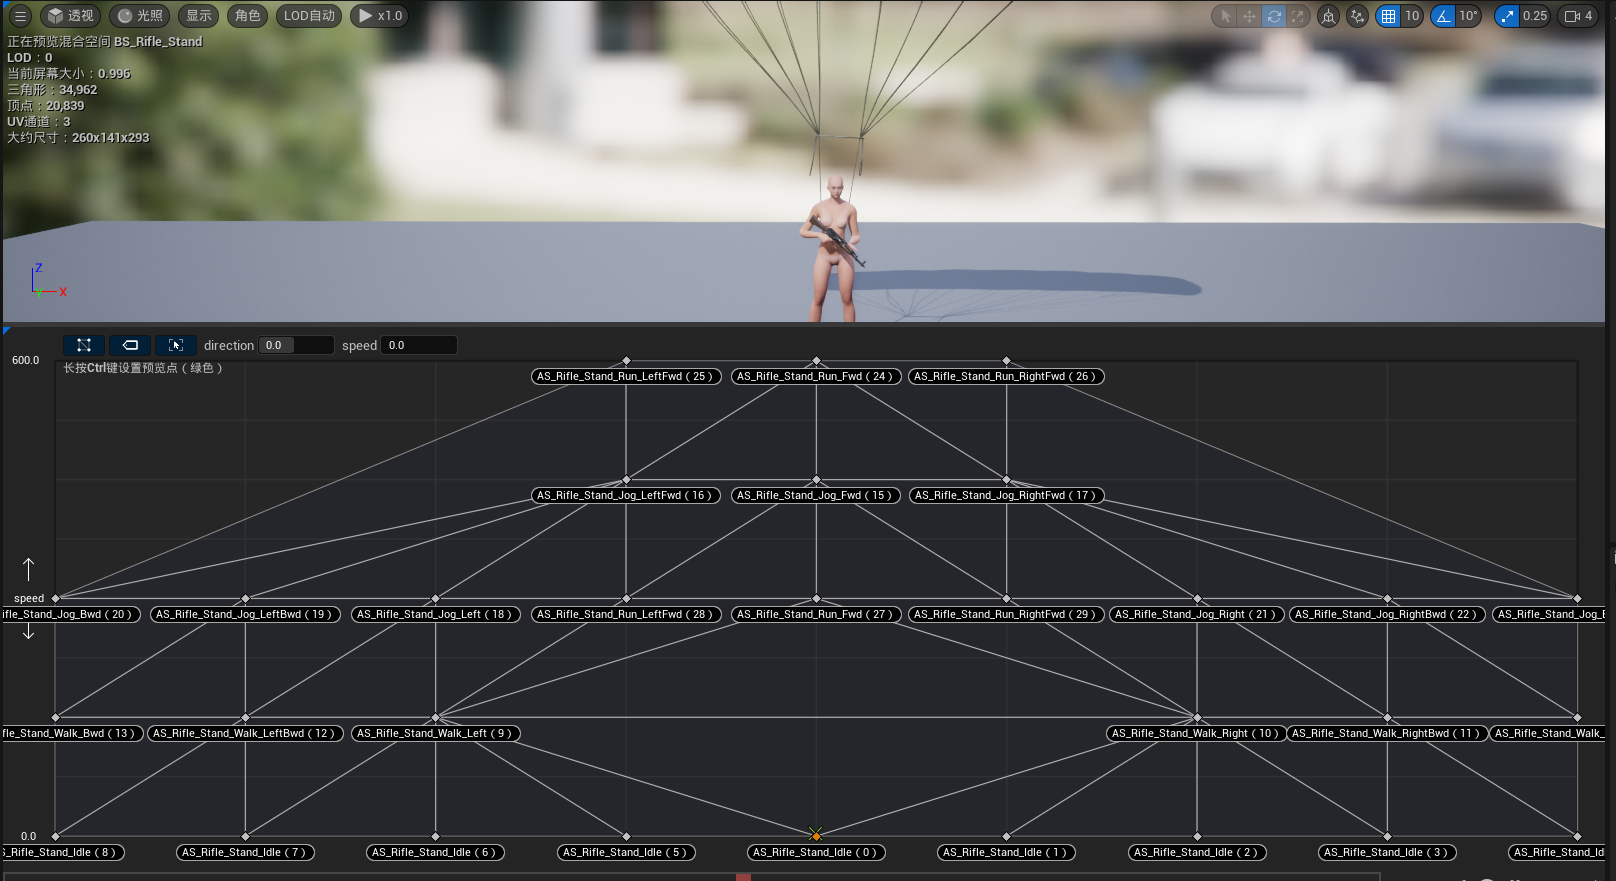 透视 光照 显示 角色 LOD自动 x1.0 10 10° 0.25 4
正在预览混合空间 BS_Rifle_Stand
LOD：0
当前屏幕大小：0.996
三角形：34,962
顶点：20,839
UV通道：3
大约尺寸：260x141x293
Z
Y X
direction 0.0 speed 0.0
600.0
长按Ctrl键设置预览点（绿色）
AS_Rifle_Stand_Run_LeftFwd ( 25 ) AS_Rifle_Stand_Run_Fwd ( 24 ) AS_Rifle_Stand_Run_RightFwd ( 26 )
AS_Rifle_Stand_Jog_LeftFwd ( 16 ) AS_Rifle_Stand_Jog_Fwd ( 15 ) AS_Rifle_Stand_Jog_RightFwd ( 17 )
speed
ifle_Stand_Jog_Bwd ( 20 ) AS_Rifle_Stand_Jog_LeftBwd ( 19 ) AS_Rifle_Stand_Jog_Left ( 18 ) AS_Rifle_Stand_Run_LeftFwd ( 28 ) AS_Rifle_Stand_Run_Fwd ( 27 ) AS_Rifle_Stand_Run_RightFwd ( 29 ) AS_Rifle_Stand_Jog_Right ( 21 ) AS_Rifle_Stand_Jog_RightBwd ( 22 ) AS_Rifle_Stand_Jog_B
fle_Stand_Walk_Bwd ( 13 ) AS_Rifle_Stand_Walk_LeftBwd ( 12 ) AS_Rifle_Stand_Walk_Left ( 9 ) AS_Rifle_Stand_Walk_Right ( 10 ) AS_Rifle_Stand_Walk_RightBwd ( 11 ) AS_Rifle_Stand_Walk_
0.0
S_Rifle_Stand_Idle ( 8 ) AS_Rifle_Stand_Idle ( 7 ) AS_Rifle_Stand_Idle ( 6 ) AS_Rifle_Stand_Idle ( 5 ) AS_Rifle_Stand_Idle ( 0 ) AS_Rifle_Stand_Idle ( 1 ) AS_Rifle_Stand_Idle ( 2 ) AS_Rifle_Stand_Idle ( 3 ) AS_Rifle_Stand_Id